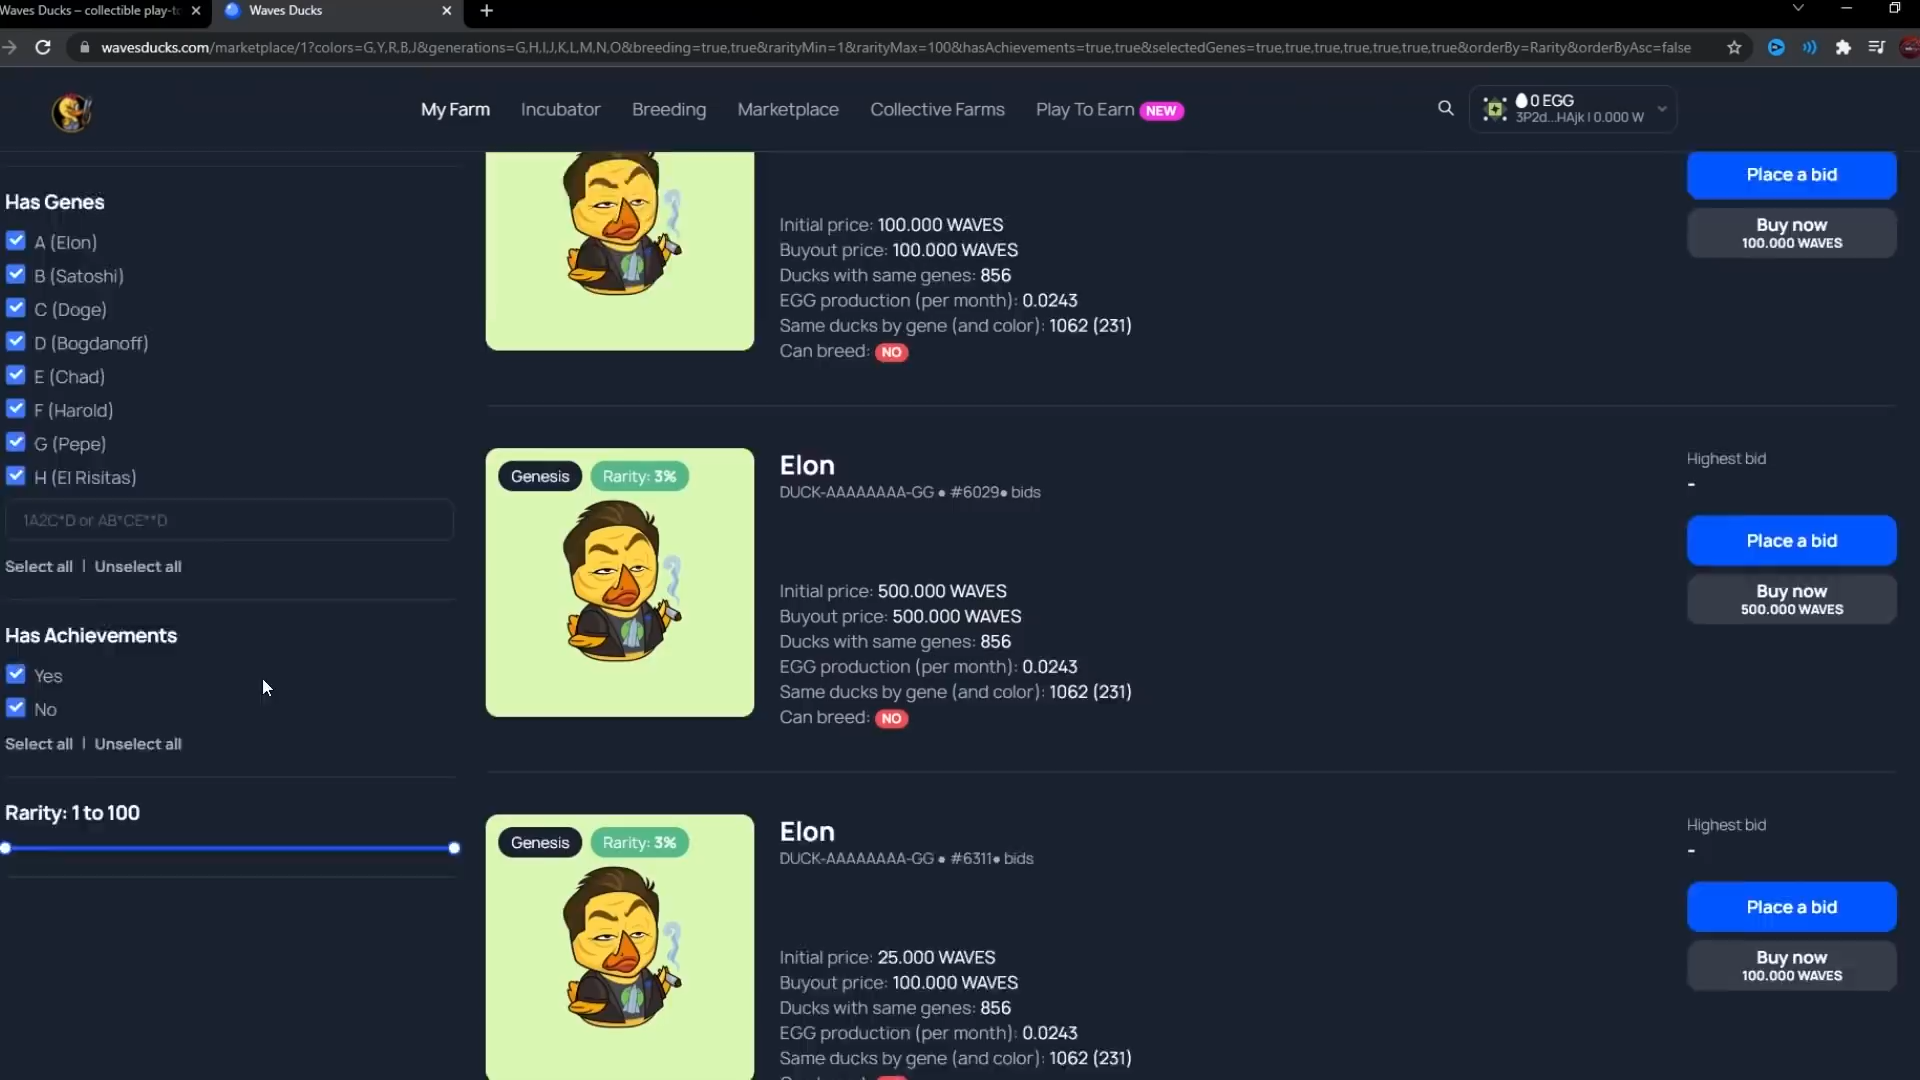 Waves Ducks – collectible play-to
Waves Ducks
wavesducks.com/marketplace/1?colors=G,Y,R,B,J&generations=G,H,I,J,K,L,M,N,O&breeding=true,true&rarityMin=1&rarityMax=100&hasAchievements=true,true&selectedGenes=true,true,true,true,true,true,true&orderBy=Rarity&orderByAsc=false
My Farm
Incubator
Breeding
Marketplace
Collective Farms
Play To Earn NEW
0 EGG
3P2d...HAjk | 0.000 W
Has Genes
A (Elon)
B (Satoshi)
C (Doge)
D (Bogdanoff)
E (Chad)
F (Harold)
G (Pepe)
H (El Risitas)
1A2C*D or AB*CE**D
Select all | Unselect all
Has Achievements
Yes
No
Select all | Unselect all
Rarity: 1 to 100
Initial price: 100.000 WAVES
Buyout price: 100.000 WAVES
Ducks with same genes: 856
EGG production (per month): 0.0243
Same ducks by gene (and color): 1062 (231)
Can breed: NO
Place a bid
Buy now
100.000 WAVES
Genesis
Rarity: 3%
Elon
DUCK-AAAAAAAA-GG • #6029• bids
Initial price: 500.000 WAVES
Buyout price: 500.000 WAVES
Ducks with same genes: 856
EGG production (per month): 0.0243
Same ducks by gene (and color): 1062 (231)
Can breed: NO
Highest bid
-
Place a bid
Buy now
500.000 WAVES
Genesis
Rarity: 3%
Elon
DUCK-AAAAAAAA-GG • #6311• bids
Initial price: 25.000 WAVES
Buyout price: 100.000 WAVES
Ducks with same genes: 856
EGG production (per month): 0.0243
Same ducks by gene (and color): 1062 (231)
Highest bid
-
Place a bid
Buy now
100.000 WAVES